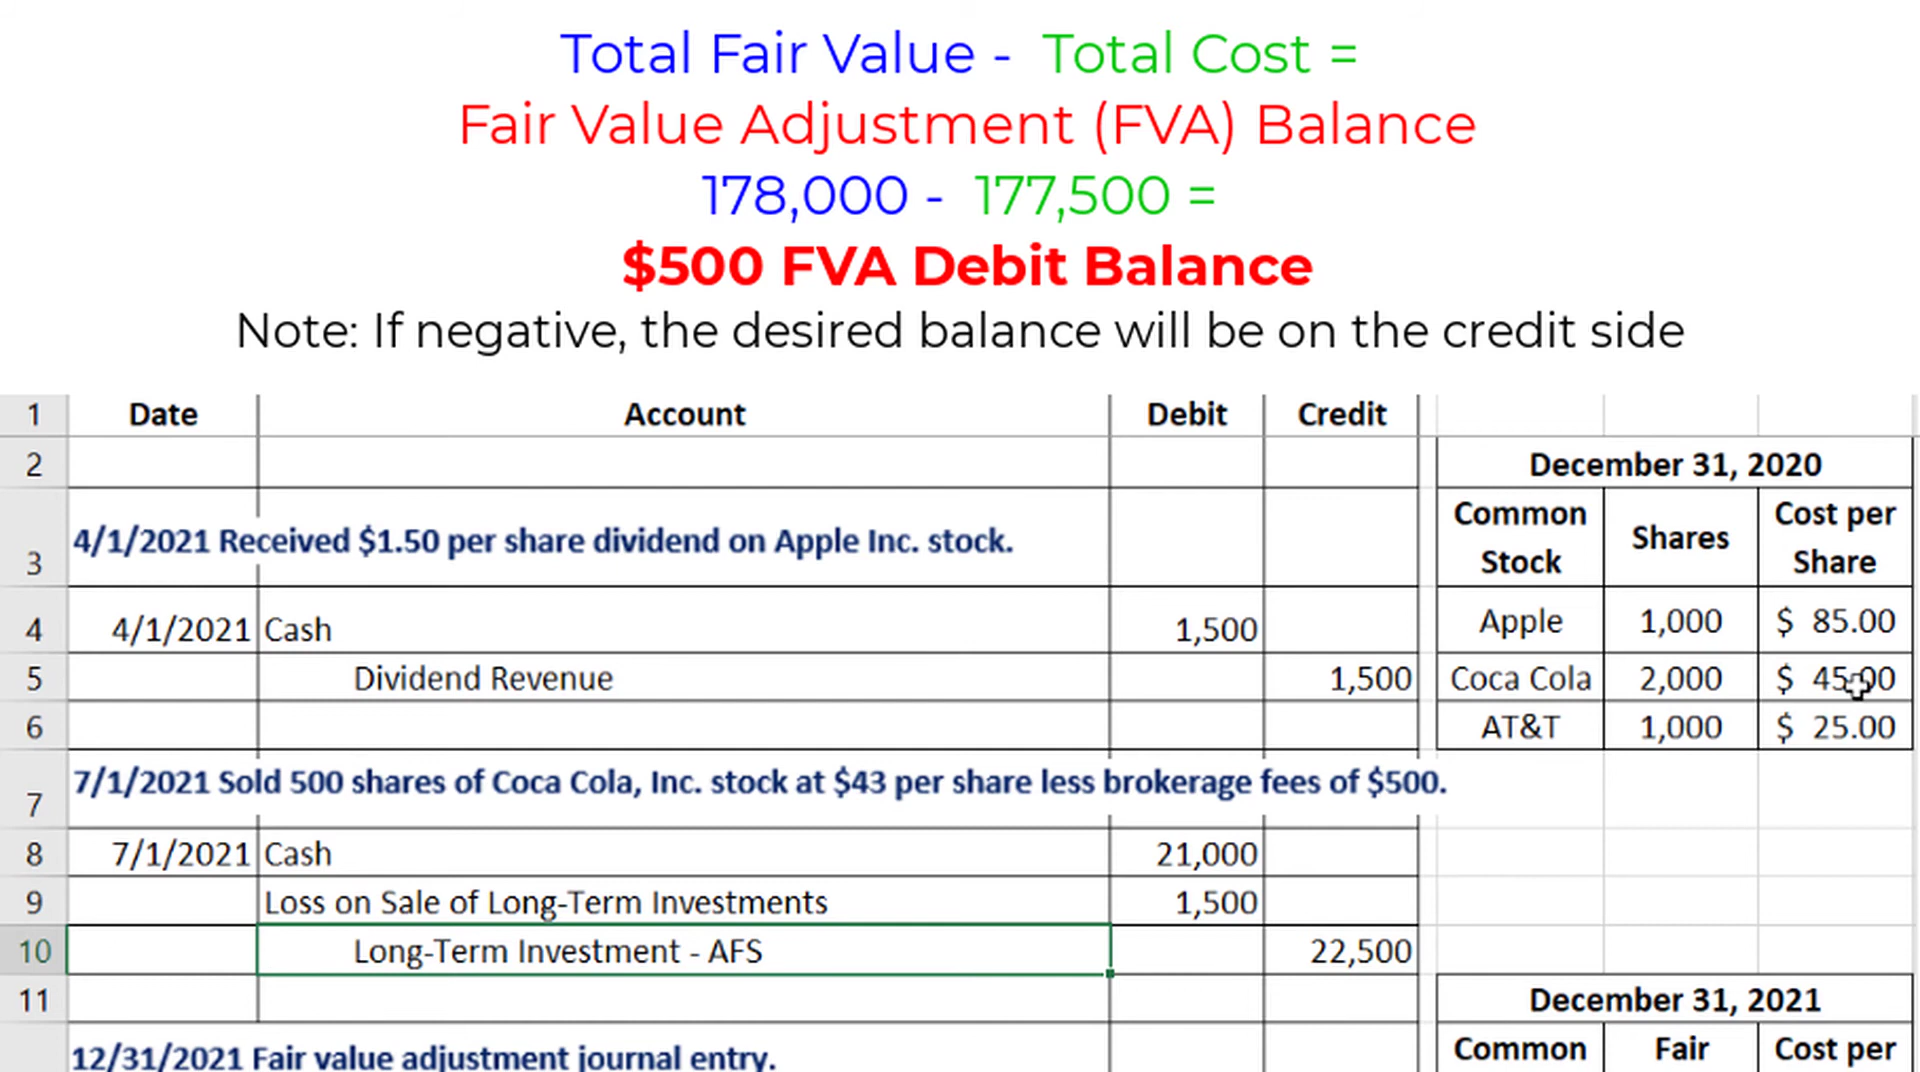 Total Fair Value - Total Cost =
Fair Value Adjustment (FVA) Balance
178,000 - 177,500 =
$500 FVA Debit Balance
Note: If negative, the desired balance will be on the credit side
1 Date Account Debit Credit
2 December 31, 2020
3 4/1/2021 Received $1.50 per share dividend on Apple Inc. stock. Common Stock Shares Cost per Share
4 4/1/2021 Cash 1,500 Apple 1,000 $ 85.00
5 Dividend Revenue 1,500 Coca Cola 2,000 $ 45.00
6 AT&T 1,000 $ 25.00
7 7/1/2021 Sold 500 shares of Coca Cola, Inc. stock at $43 per share less brokerage fees of $500.
8 7/1/2021 Cash 21,000
9 Loss on Sale of Long-Term Investments 1,500
10 Long-Term Investment - AFS 22,500
11 December 31, 2021
12/31/2021 Fair value adjustment journal entry. Common Fair Cost per